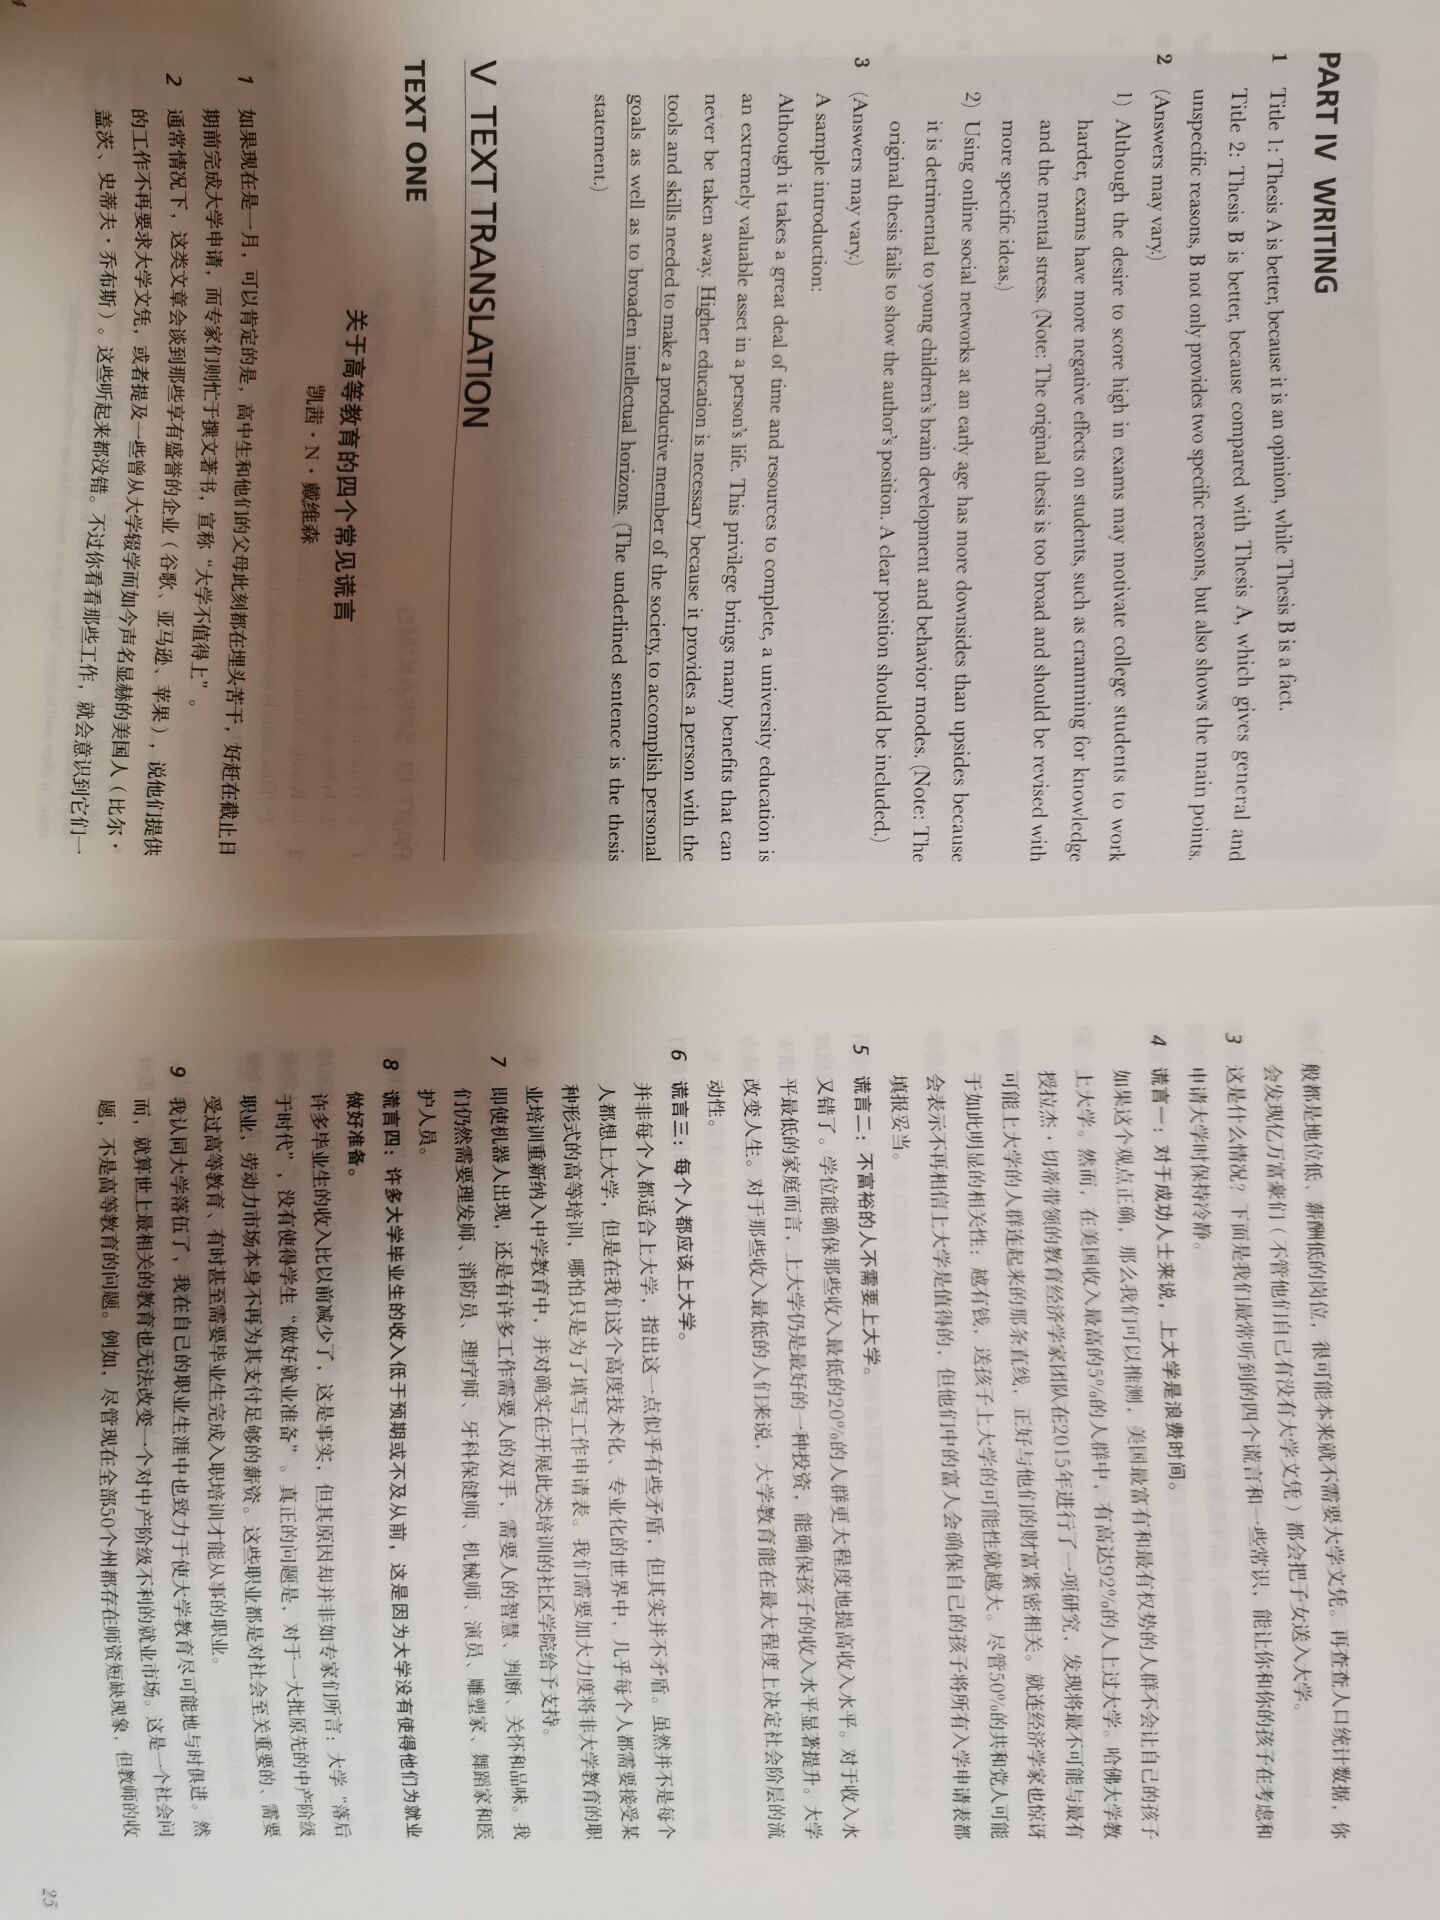 PART IV WRITING
1 Title 1: Thesis A is better, because it is an opinion, while Thesis B is a fact.
Title 2: Thesis B is better, because compared with Thesis A, which gives general and
unspecific reasons, B not only provides two specific reasons, but also shows the main points.
2 (Answers may vary.)
1) Although the desire to score high in exams may motivate college students to work
harder, exams have more negative effects on students, such as cramming for knowledge
and the mental stress. (Note: The original thesis is too broad and should be revised with
more specific ideas.)
2) Using online social networks at an early age has more downsides than upsides because
it is detrimental to young children's brain development and behavior modes. (Note: The
original thesis fails to show the author's position. A clear position should be included.)
3 (Answers may vary.)
A sample introduction:
Although it takes a great deal of time and resources to complete, a university education is
an extremely valuable asset in a person's life. This privilege brings many benefits that can
never be taken away. Higher education is necessary because it provides a person with the
tools and skills needed to make a productive member of the society, to accomplish personal
goals as well as to broaden intellectual horizons. (The underlined sentence is the thesis
statement.)
V TEXT TRANSLATION
TEXT ONE
关于高等教育的四个常见谎言
凯茜·N·戴维森
1 如果现在是一月，可以肯定的是，高中生和他们的父母此刻都在埋头苦干，好赶在截止日
期前完成大学申请，而专家们则忙于撰文著书，宣称“大学不值得上”。
2 通常情况下，这类文章会谈到那些享有盛誉的企业（谷歌、亚马逊、苹果），说他们提供
的工作不再要求大学文凭，或者提及一些曾从大学辍学而如今声名显赫的美国人（比尔·
盖茨、史蒂夫·乔布斯）。这些听起来都没错。不过你看看那些工作，就会意识到它们一
般都是地位低、薪酬低的岗位，很可能本来就不需要大学文凭。再查查人口统计数据，你
会发现亿万富豪们（不管他们自己有没有大学文凭）都会把子女送入大学。
3 这是什么情况？下面是我们最常听到的四个谎言和一些常识，能让你和你的孩子在考虑和
申请大学时保持冷静。
4 谎言一：对于成功人士来说，上大学是浪费时间。
如果这个观点正确，那么我们可以推测，美国最富有和最有权势的人群不会让自己的孩子
上大学。然而，在美国收入最高的5%的人群中，有高达92%的人上过大学。哈佛大学教
授拉杰·切蒂带领的教育经济学家团队在2015年进行了一项研究，发现将最不可能与最有
可能上大学的人群连起来的那条直线，正好与他们的财富紧密相关。就连经济学家也惊讶
于如此明显的相关性：越有钱，送孩子上大学的可能性就越大。尽管50%的共和党人可能
会表示不再相信上大学是值得的，但他们中的富人会确保自己的孩子将所有入学申请表都
填报妥当。
5 谎言二：不富裕的人不需要上大学。
又错了。学位能确保那些收入最低的20%的人群更大程度地提高收入水平。对于收入水
平最低的家庭而言，上大学仍是最好的一种投资，能确保孩子的收入水平显著提升。大学
改变人生。对于那些收入最低的人们来说，大学教育能在最大程度上决定社会阶层的流
动性。
6 谎言三：每个人都应该上大学。
并非每个人都适合上大学，指出这一点似乎有些矛盾，但其实并不矛盾。虽然并不是每个
人都想上大学，但是在我们这个高度技术化、专业化的世界中，几乎每个人都需要接受某
种形式的高等培训，哪怕只是为了填写工作申请表。我们需要加大力度将非大学教育的职
业培训重新纳入中学教育中，并对确实在开展此类培训的社区学院给予支持。
7 即使机器人出现，还是有许多工作需要人的双手，需要人的智慧、判断、关怀和品味。我
们仍然需要理发师、消防员、理疗师、牙科保健师、机械师、演员、雕塑家、舞蹈家和医
护人员。
8 谎言四：许多大学毕业生的收入低于预期或不及从前，这是因为大学没有使得他们为就业
做好准备。
许多毕业生的收入比以前减少了，这是事实，但其原因却并非如专家们所言：大学“落后
于时代”，没有使得学生“做好就业准备”。真正的问题是，对于一大批原先的中产阶级
职业，劳动力市场本身不再为其支付足够的薪资。这些职业都是对社会至关重要的、需要
受过高等教育、有时甚至需要毕业生完成入职培训才能从事的职业。
9 我认同大学落伍了，我在自己的职业生涯中也致力于使大学教育尽可能地与时俱进。然
而，就算世上最相关的教育也无法改变一个对中产阶级不利的就业市场。这是一个社会问
题，不是高等教育的问题。例如，尽管现在全部50个州都存在师资短缺现象，但教师的收
25